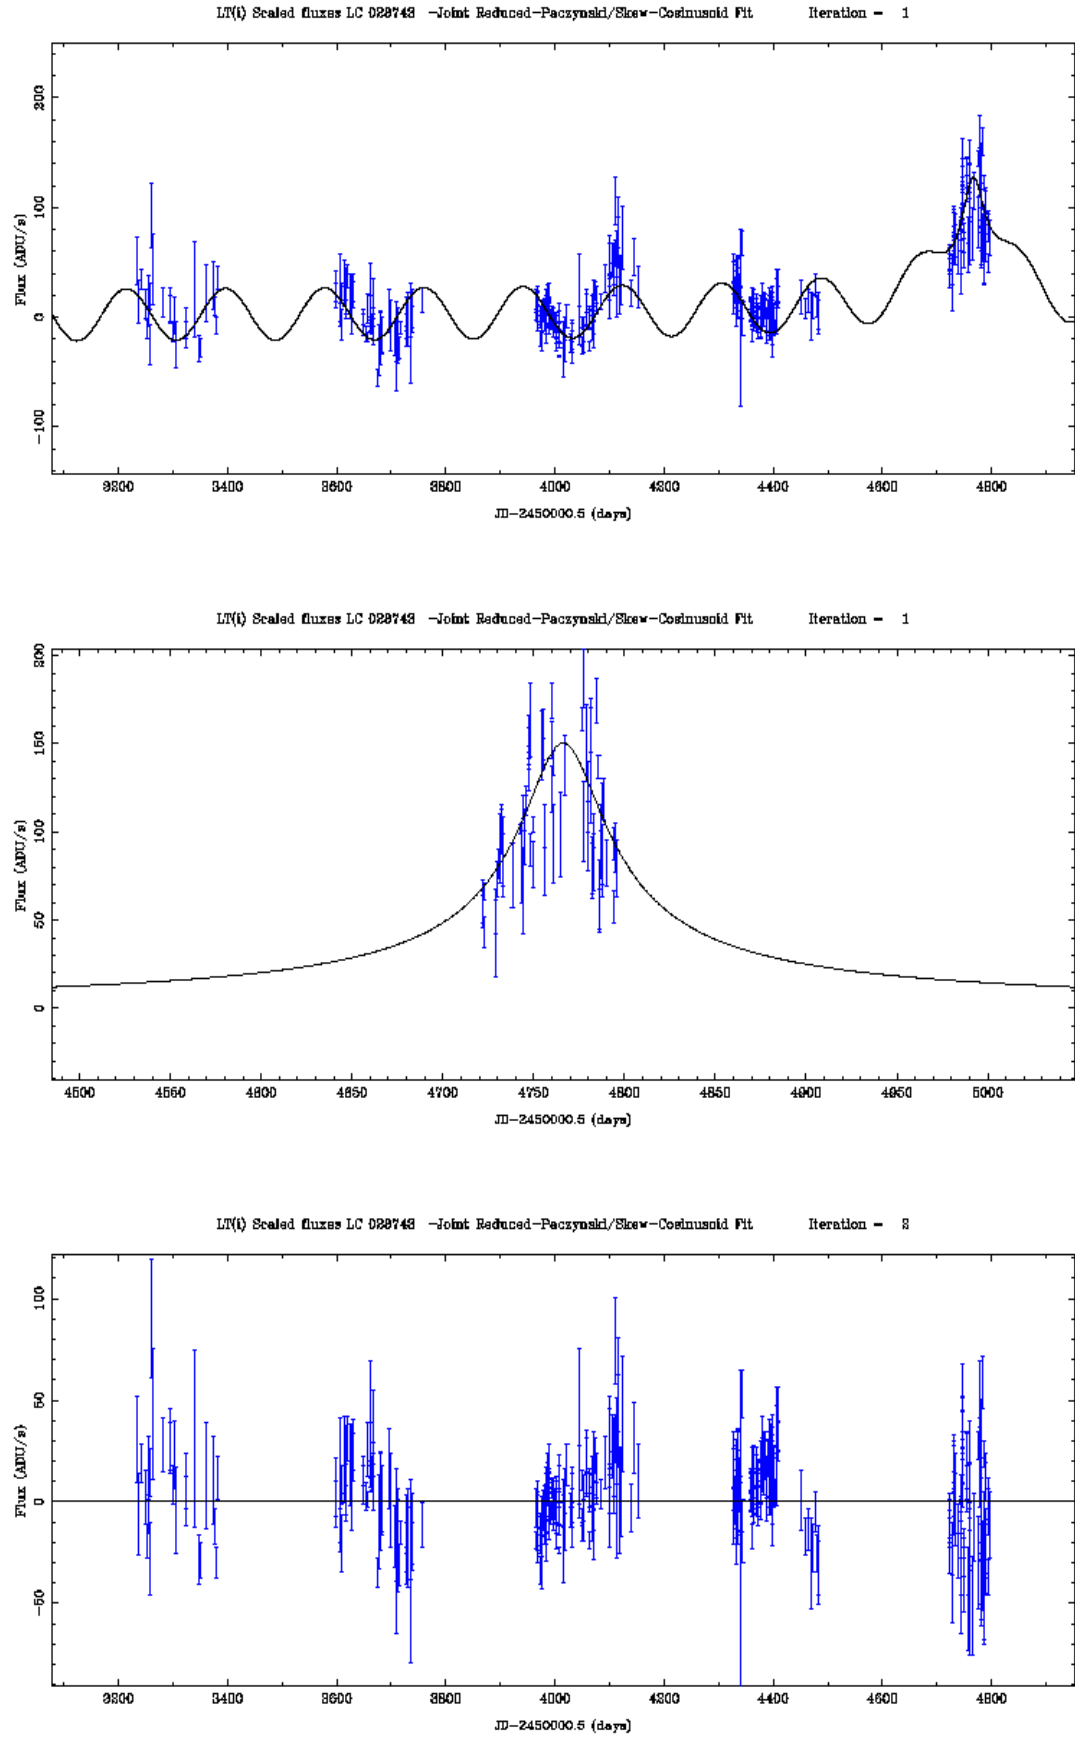 LT(i) Scaled fluxes LC 028743 -Joint Reduced-Paczynski/Skew-Cosinusoid Fit Iteration = 1
Flux (ADU/s)
200
100
0
-100
3200 3400 3600 3800 4000 4200 4400 4600 4800
JD-2450000.5 (days)
LT(i) Scaled fluxes LC 028743 -Joint Reduced-Paczynski/Skew-Cosinusoid Fit Iteration = 1
Flux (ADU/s)
200
150
100
50
0
4500 4550 4600 4650 4700 4750 4800 4850 4900 4950 5000
JD-2450000.5 (days)
LT(i) Scaled fluxes LC 028743 -Joint Reduced-Paczynski/Skew-Cosinusoid Fit Iteration = 2
Flux (ADU/s)
100
50
0
-50
3200 3400 3600 3800 4000 4200 4400 4600 4800
JD-2450000.5 (days)